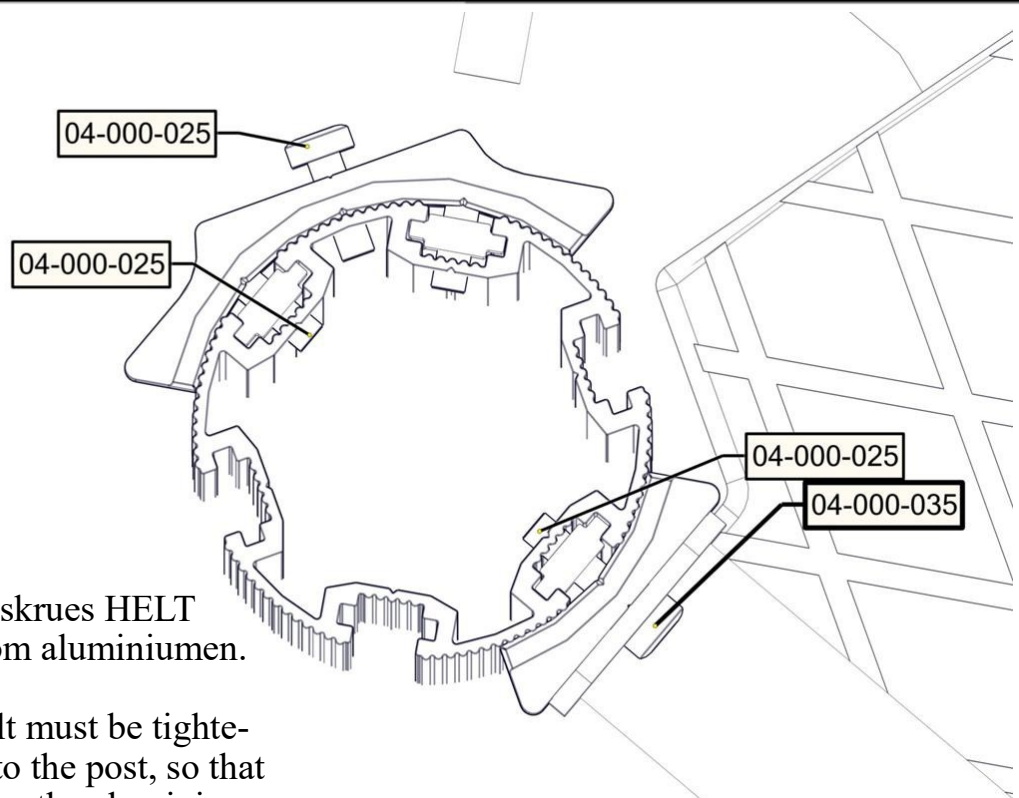 04-000-025
04-000-025
04-000-025
04-000-035
skrues HELT
om aluminiumen.
lt must be tighte-
to the post, so that